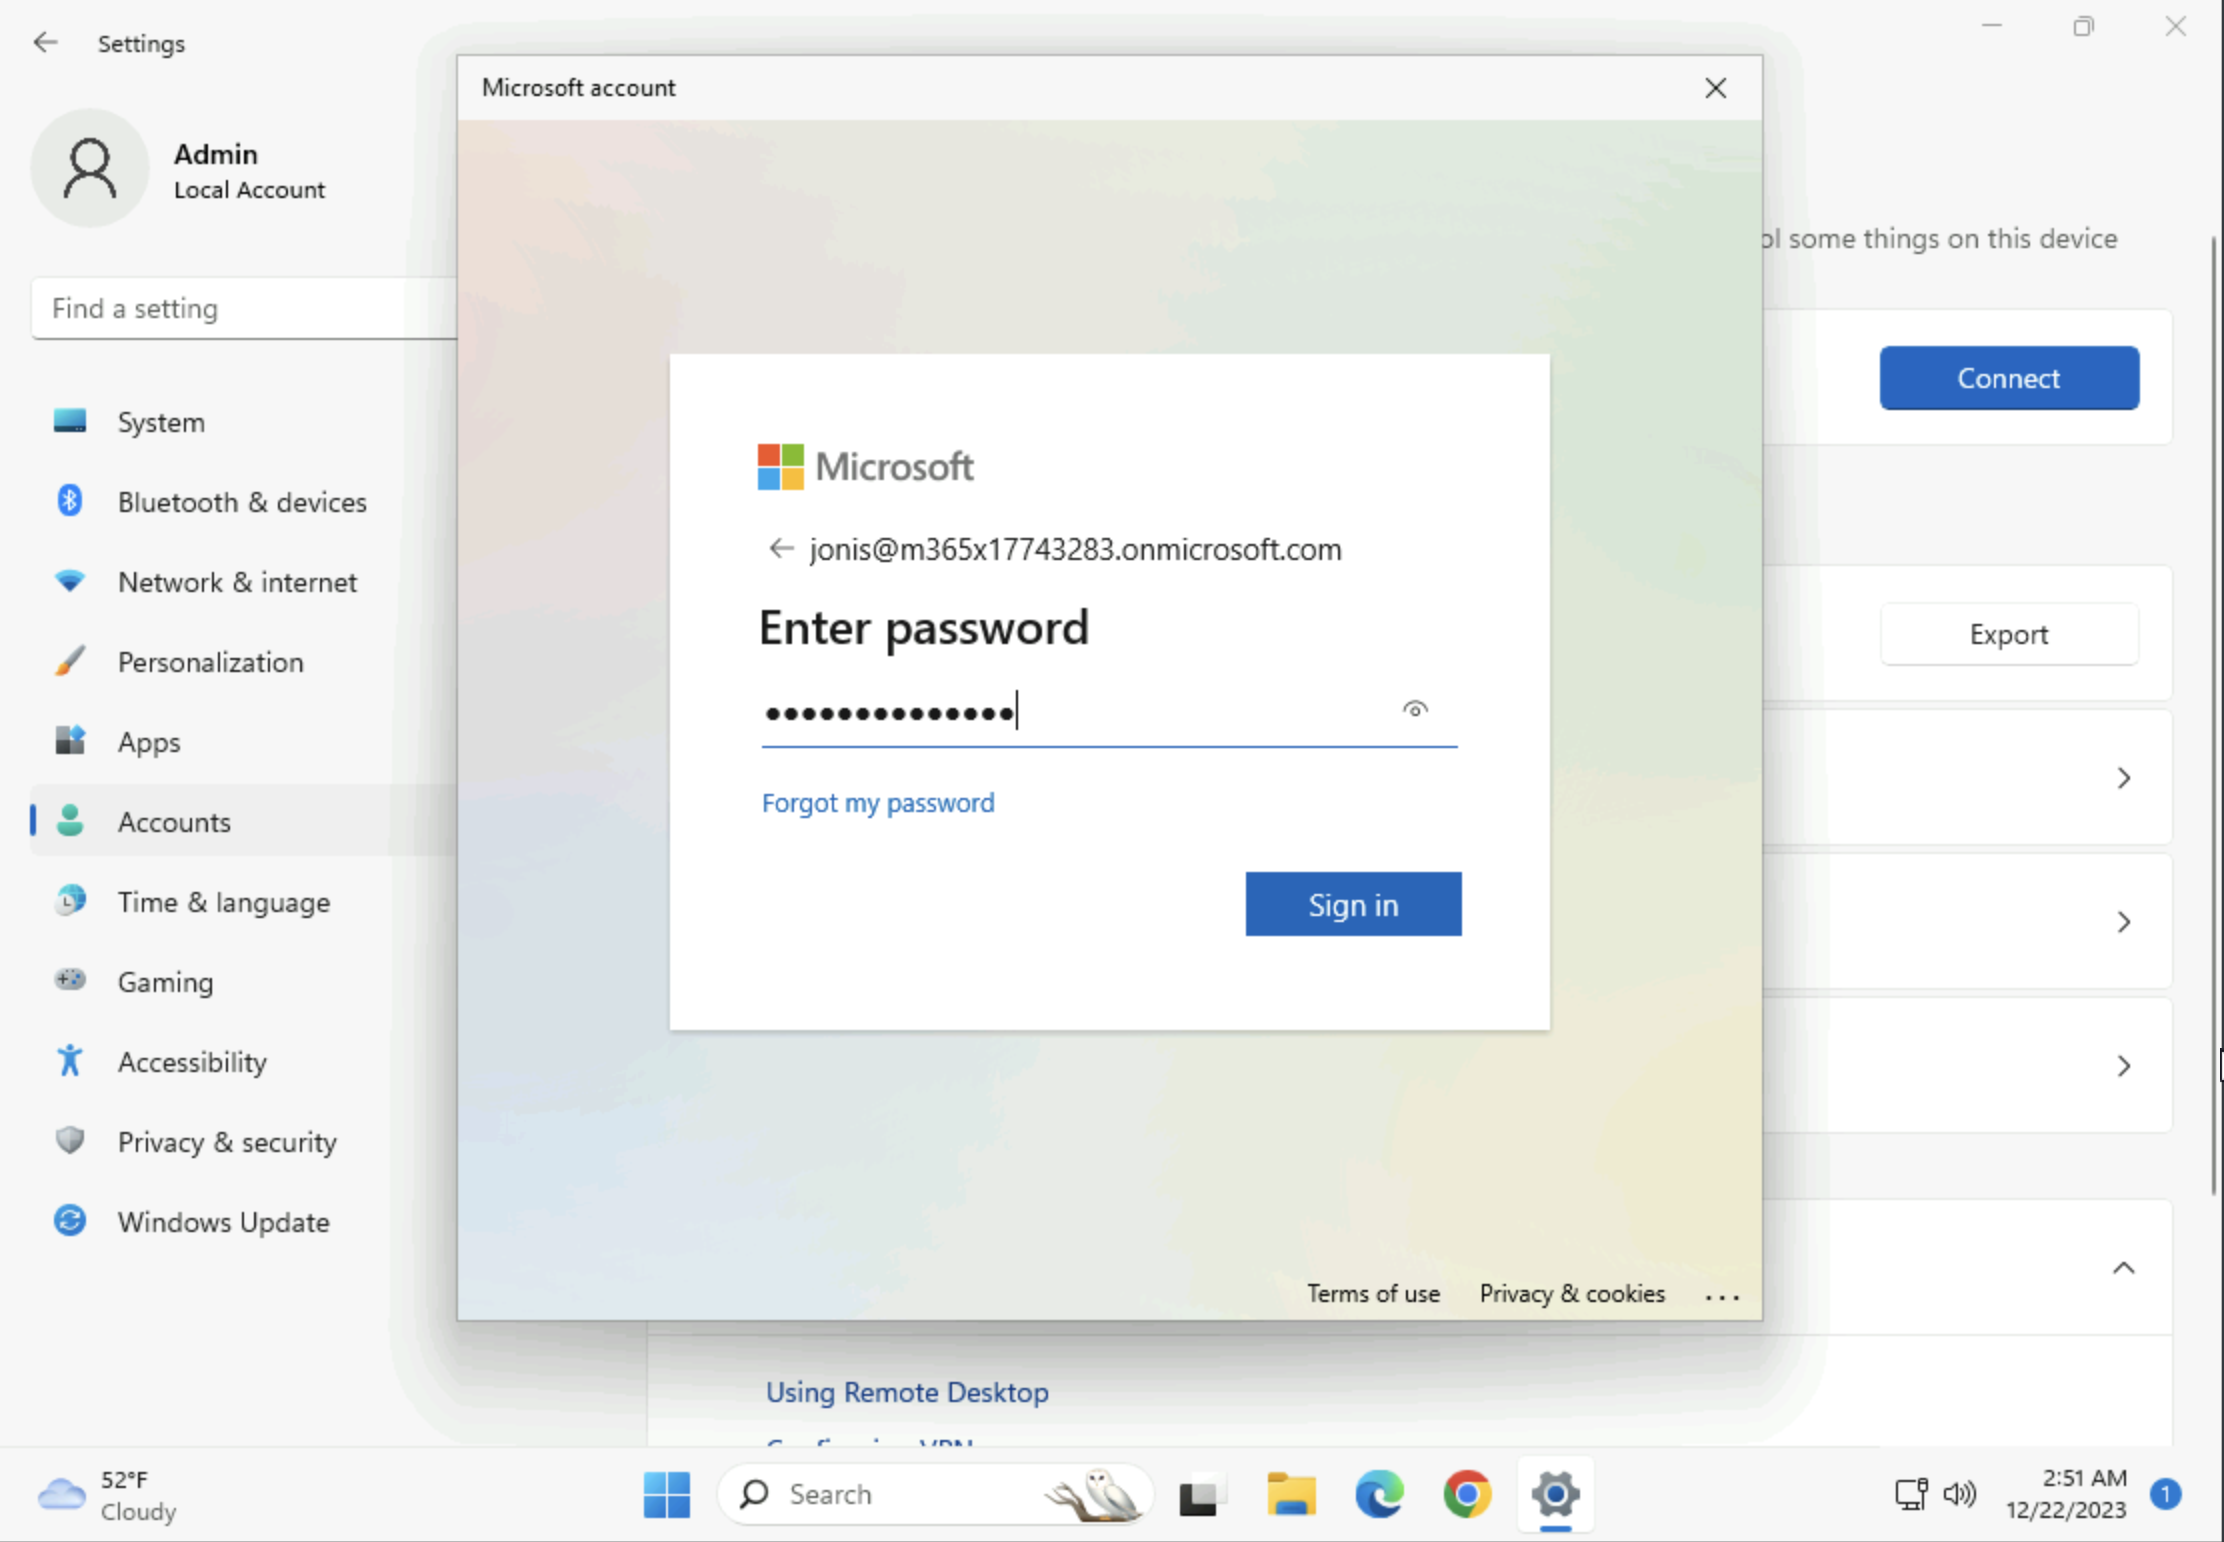 Settings
Admin
Local Account
Find a setting
System
Bluetooth & devices
Network & internet
Personalization
Apps
Accounts
Time & language
Gaming
Accessibility
Privacy & security
Windows Update
Microsoft account
Microsoft
jonis@m365x17743283.onmicrosoft.com
Enter password
Forgot my password
Sign in
Terms of use
Privacy & cookies
some things on this device
Connect
Export
Using Remote Desktop
52°F
Cloudy
Search
2:51 AM
12/22/2023
1